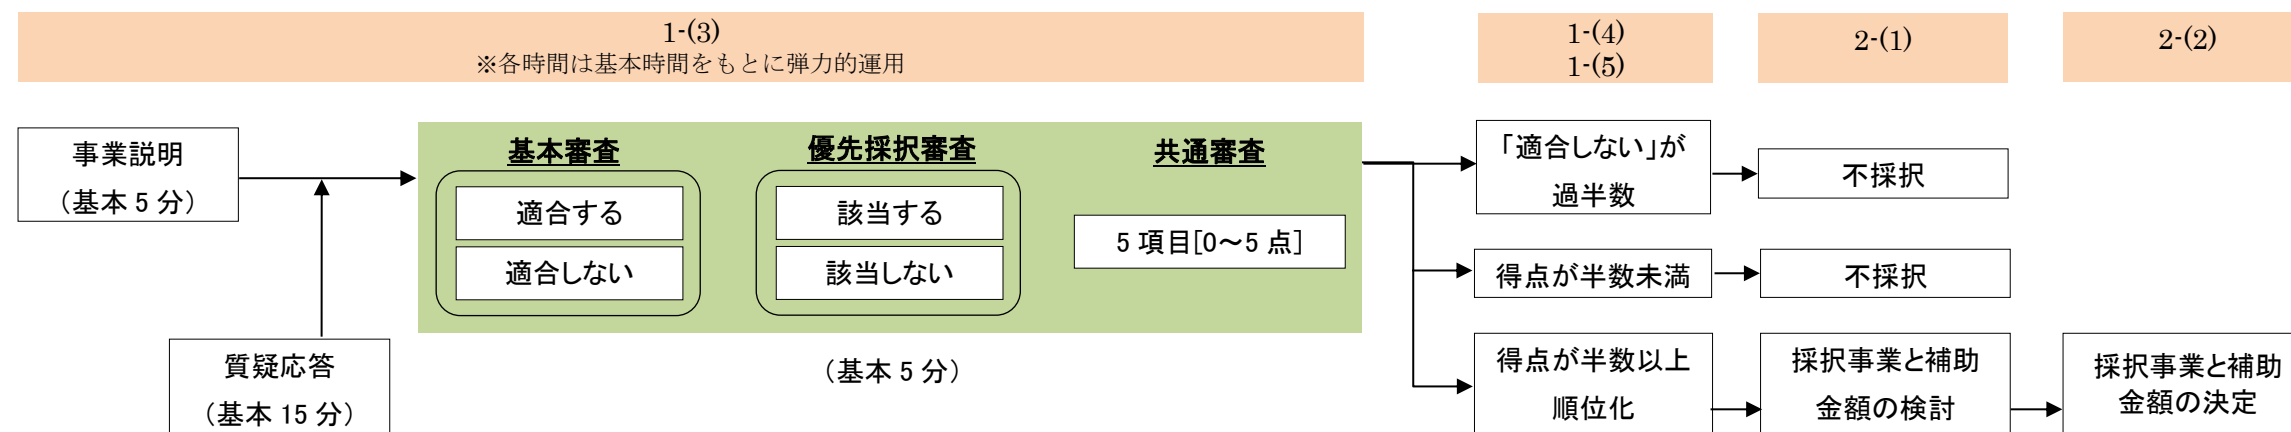 1-(3)
※各時間は基本時間をもとに弾力的運用
1-(4)
1-(5)
2-(1)
2-(2)
事業説明
（基本 5 分）
質疑応答
（基本 15 分）
基本審査
適合する
適合しない
優先採択審査
該当する
該当しない
共通審査
5 項目[0～5 点]
（基本 5 分）
「適合しない」が
過半数
不採択
得点が半数未満
不採択
得点が半数以上
順位化
採択事業と補助
金額の検討
採択事業と補助
金額の決定